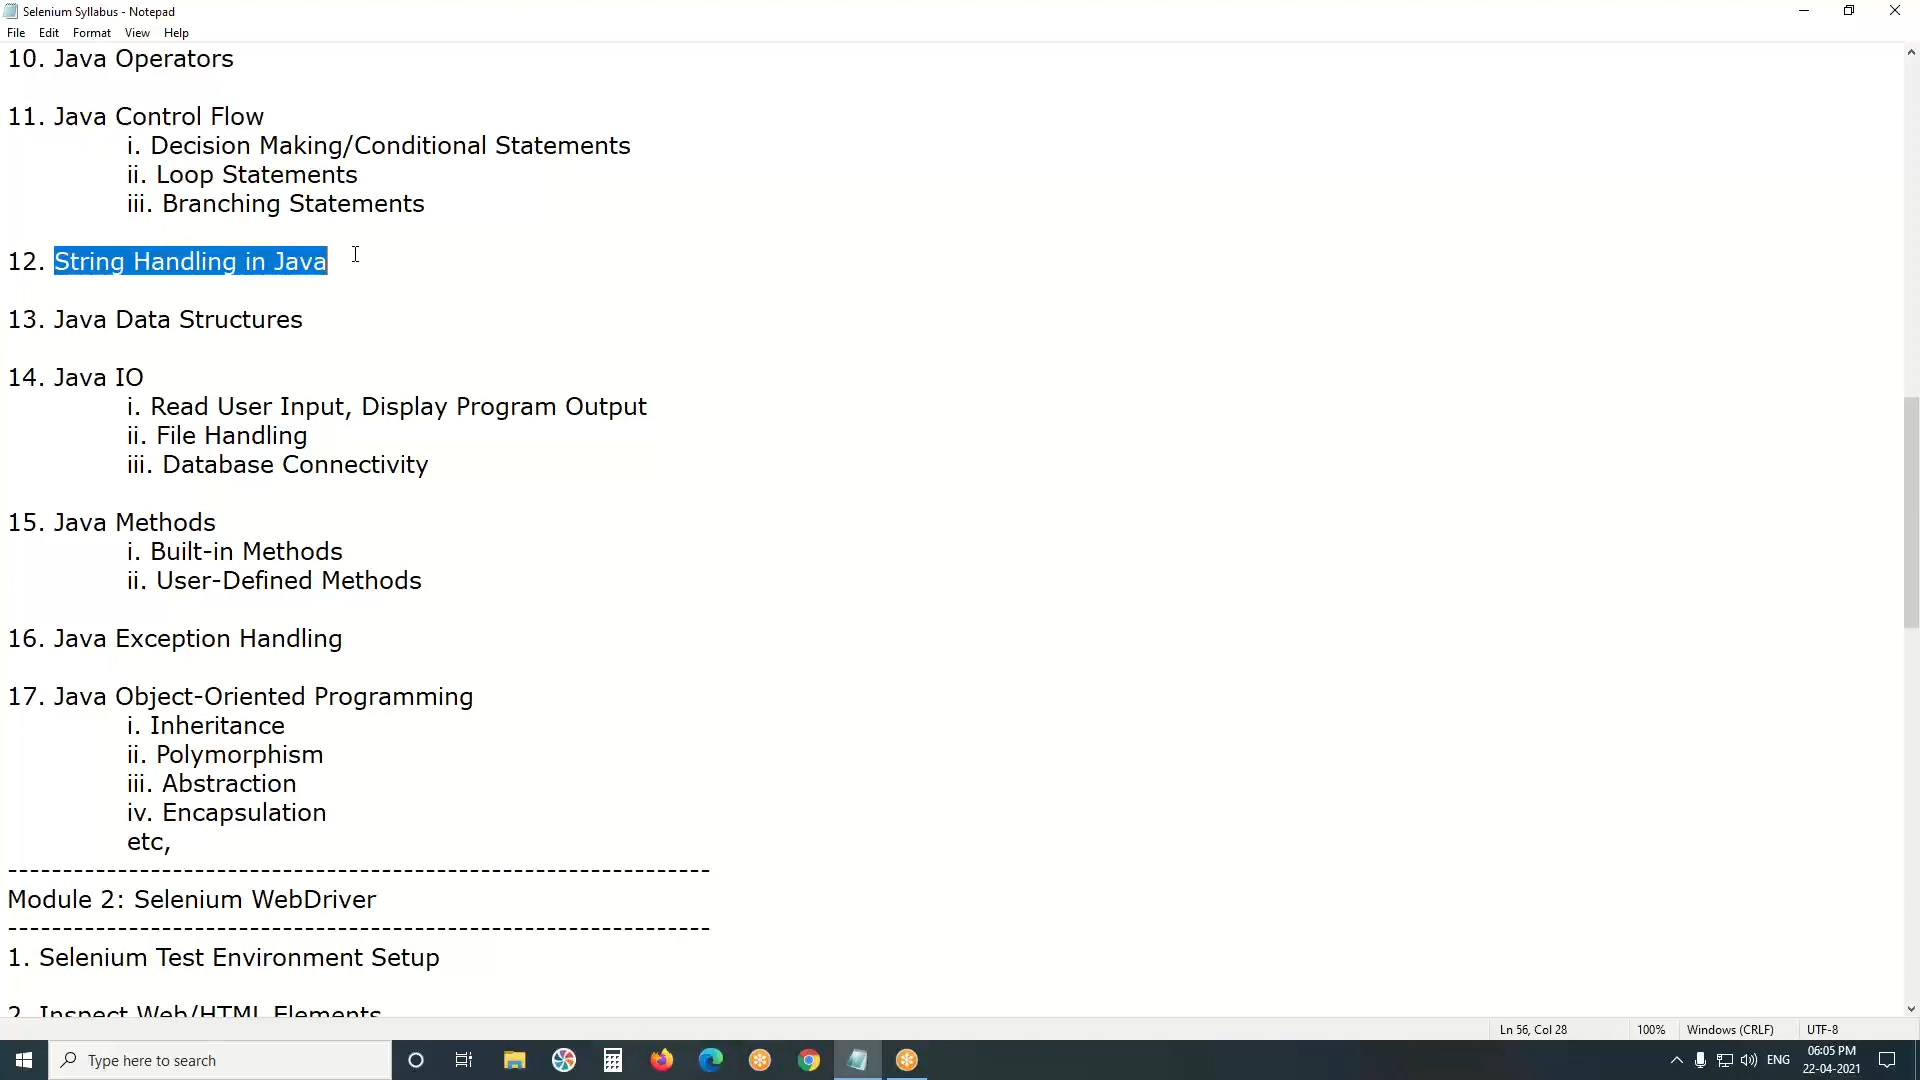 Selenium Syllabus - Notepad
File Edit Format View Help
10. Java Operators
11. Java Control Flow
i. Decision Making/Conditional Statements
ii. Loop Statements
iii. Branching Statements
12. String Handling in Java
13. Java Data Structures
14. Java IO
i. Read User Input, Display Program Output
ii. File Handling
iii. Database Connectivity
15. Java Methods
i. Built-in Methods
ii. User-Defined Methods
16. Java Exception Handling
17. Java Object-Oriented Programming
i. Inheritance
ii. Polymorphism
iii. Abstraction
iv. Encapsulation
etc,
----------------------------------------------------------------
Module 2: Selenium WebDriver
----------------------------------------------------------------
1. Selenium Test Environment Setup
2. Inspect Web/HTML Elements
Ln 56, Col 28 100% Windows (CRLF) UTF-8
Type here to search
ENG
06:05 PM
22-04-2021